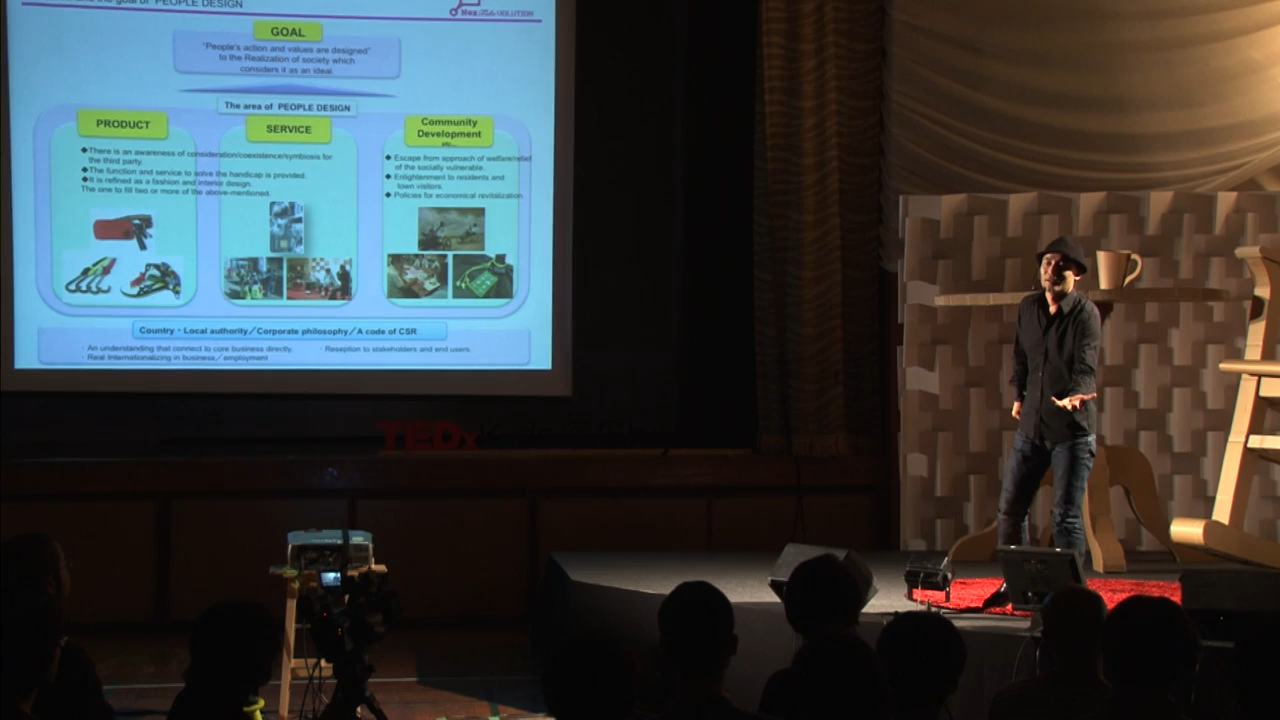 the goal of PEOPLE DESIGN
GOAL
"People's action and values are designed"
to the Realization of society which
considers it as an ideal.
The area of PEOPLE DESIGN
PRODUCT
◆There is an awareness of consideration/coexistence/symbiosis for
the third party.
◆The function and service to solve the handicap is provided.
◆It is refined as a fashion and interior design.
The one to fill two or more of the above-mentioned.
SERVICE
Community
Development
etc...
◆ Escape from approach of welfare/relief
of the socially vulnerable.
◆ Enlightenment to residents and
town visitors.
◆ Policies for economical revitalization.
Country・Local authority／Corporate philosophy／A code of CSR
・An understanding that connect to core business directly.
・Reseption to stakeholders and end users.
・Real Internationalizing in business／employment
TEDx